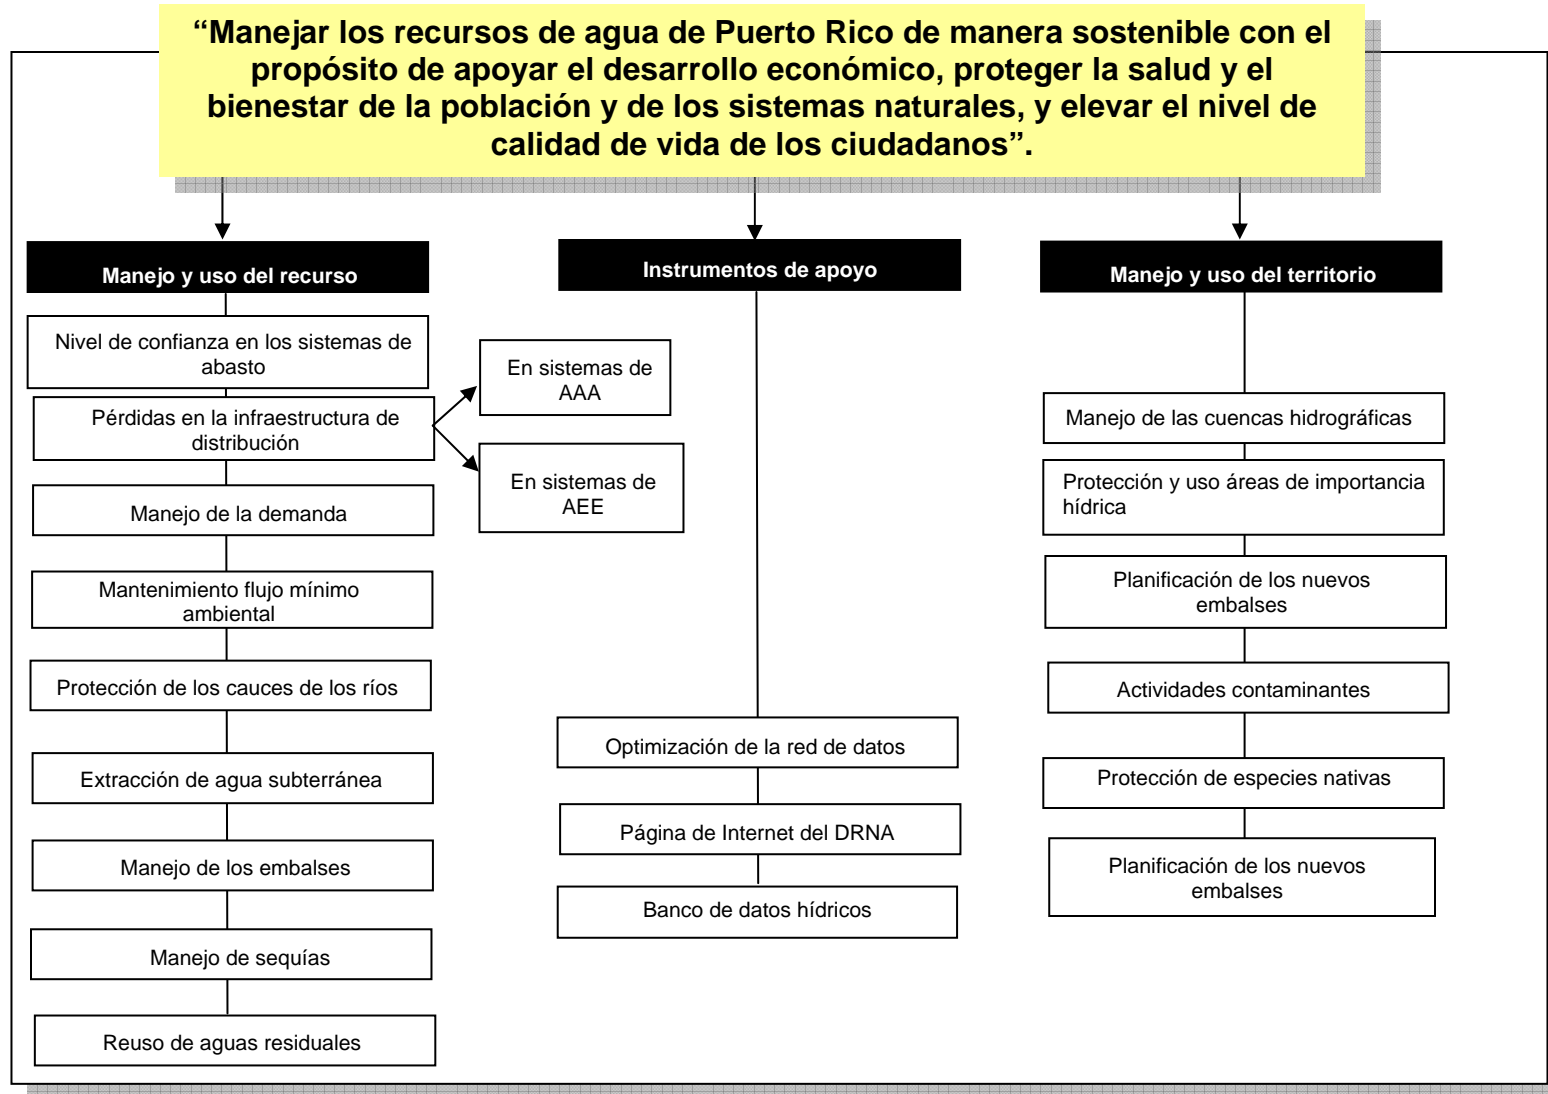 “Manejar los recursos de agua de Puerto Rico de manera sostenible con el
propósito de apoyar el desarrollo económico, proteger la salud y el
bienestar de la población y de los sistemas naturales, y elevar el nivel de
calidad de vida de los ciudadanos”.
Manejo y uso del recurso
Nivel de confianza en los sistemas de
abasto
Pérdidas en la infraestructura de
distribución
En sistemas de
AAA
En sistemas de
AEE
Manejo de la demanda
Mantenimiento flujo mínimo
ambiental
Protección de los cauces de los ríos
Extracción de agua subterránea
Manejo de los embalses
Manejo de sequías
Reuso de aguas residuales
Instrumentos de apoyo
Optimización de la red de datos
Página de Internet del DRNA
Banco de datos hídricos
Manejo y uso del territorio
Manejo de las cuencas hidrográficas
Protección y uso áreas de importancia
hídrica
Planificación de los nuevos
embalses
Actividades contaminantes
Protección de especies nativas
Planificación de los nuevos
embalses